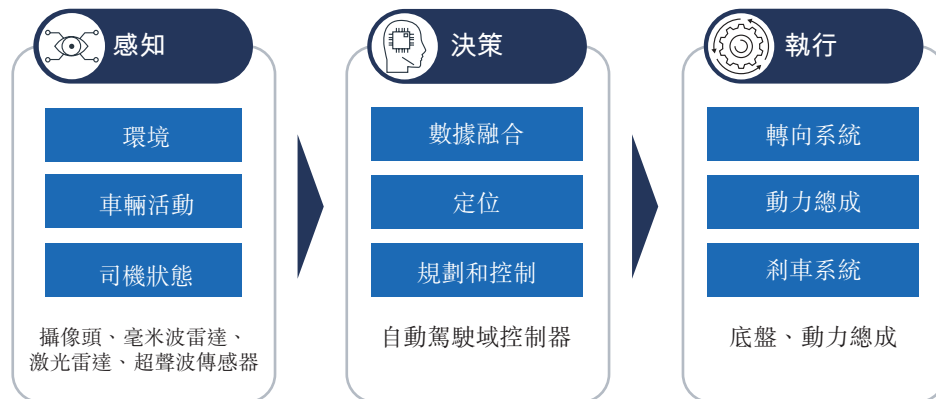 感知
環境
車輛活動
司機狀態
攝像頭、毫米波雷達、
激光雷達、超聲波傳感器
決策
數據融合
定位
規劃和控制
自動駕駛域控制器
執行
轉向系統
動力總成
剎車系統
底盤、動力總成